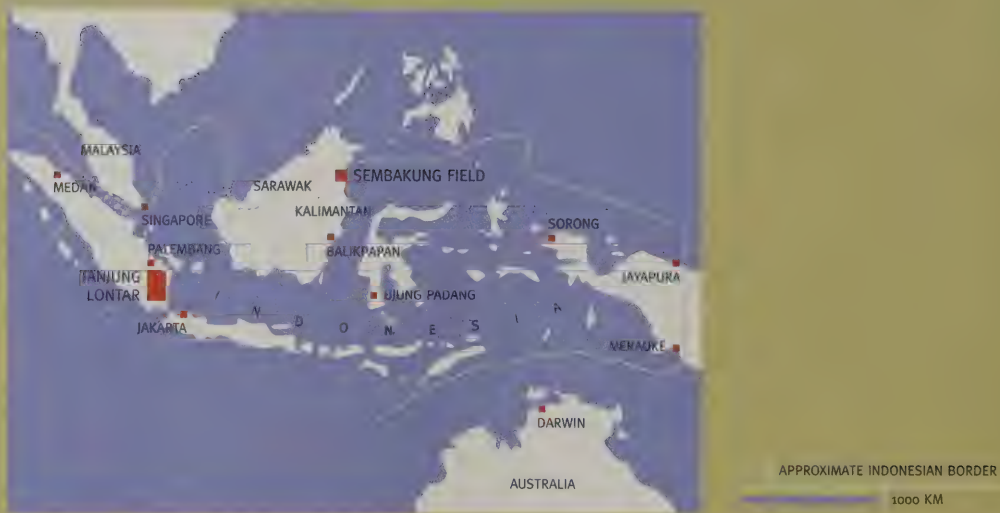 MALAYSIA
MEDAN
SARAWAK
SEMBAKUNG FIELD
SINGAPORE
KALIMANTAN
SORONG
PALEMBANG
BALIKPAPAN
TANJUNG
LONTAR
JAYAPURA
UJUNG PADANG
INDONESIA
JAKARTA
MERAUKE
DARWIN
AUSTRALIA
APPROXIMATE INDONESIAN BORDER
1000 KM